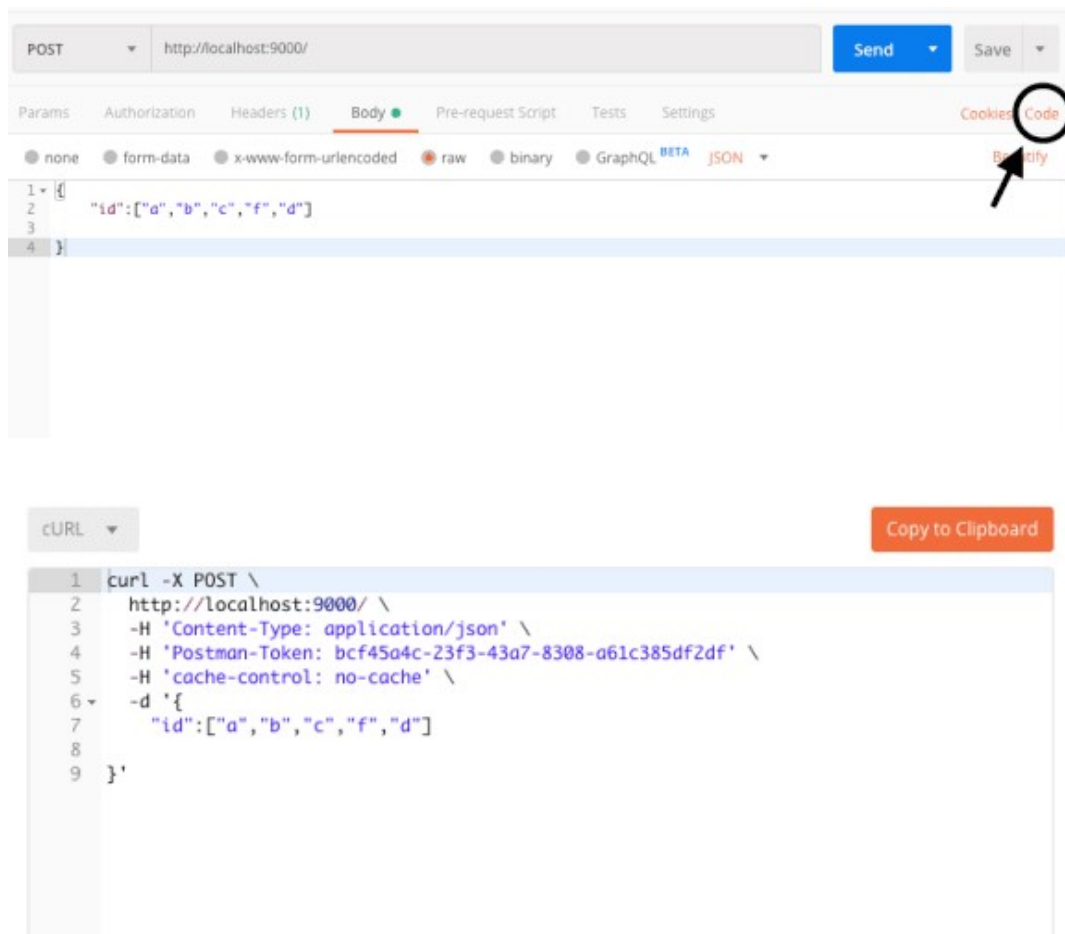 POST http://localhost:9000/ Send Save
Params Authorization Headers (1) Body Pre-request Script Tests Settings Cookies Code
none form-data x-www-form-urlencoded raw binary GraphQL BETA JSON Beautify
1 {
2 "id":["a","b","c","f","d"]
3
4 }
cURL Copy to Clipboard
1 curl -X POST \
2 http://localhost:9000/ \
3 -H 'Content-Type: application/json' \
4 -H 'Postman-Token: bcf45a4c-23f3-43a7-8308-a61c385df2df' \
5 -H 'cache-control: no-cache' \
6 -d '{
7 "id":["a","b","c","f","d"]
8
9 }'